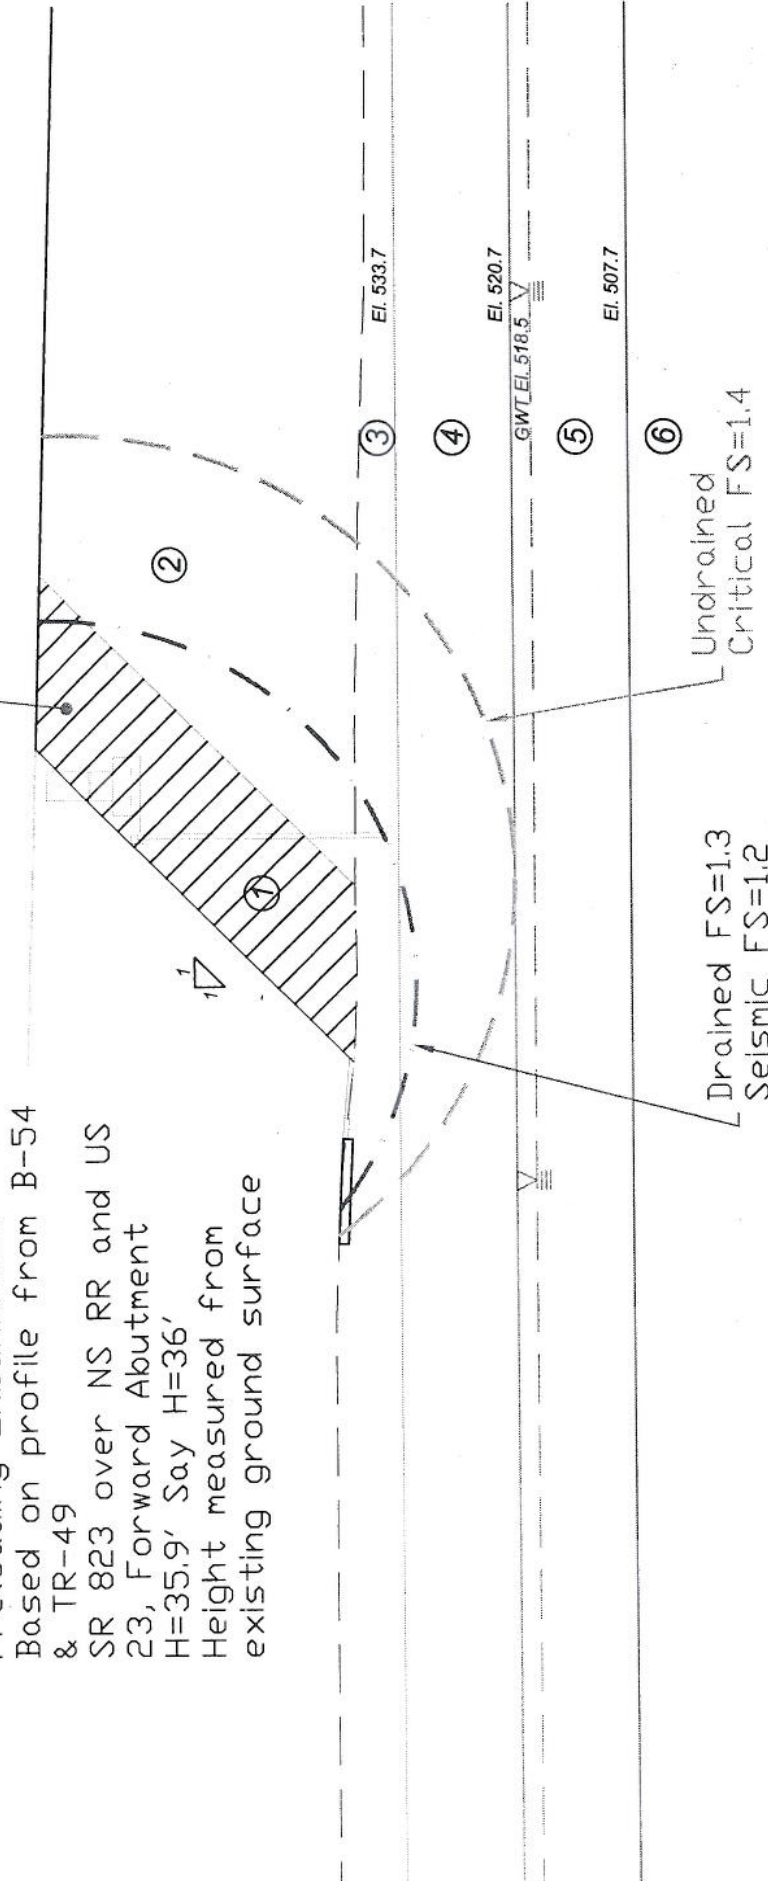 Based on profile from B-54
& TR-49
SR 823 over NS RR and US
23, Forward Abutment
H=35.9' Say H=36'
Height measured from
existing ground surface
1
1
①
②
③
El. 533.7
④
El. 520.7
GWT El. 518.5
⑤
El. 507.7
⑥
Drained FS=1.3
Seismic FS=1.2
Undrained
Critical FS=1.4